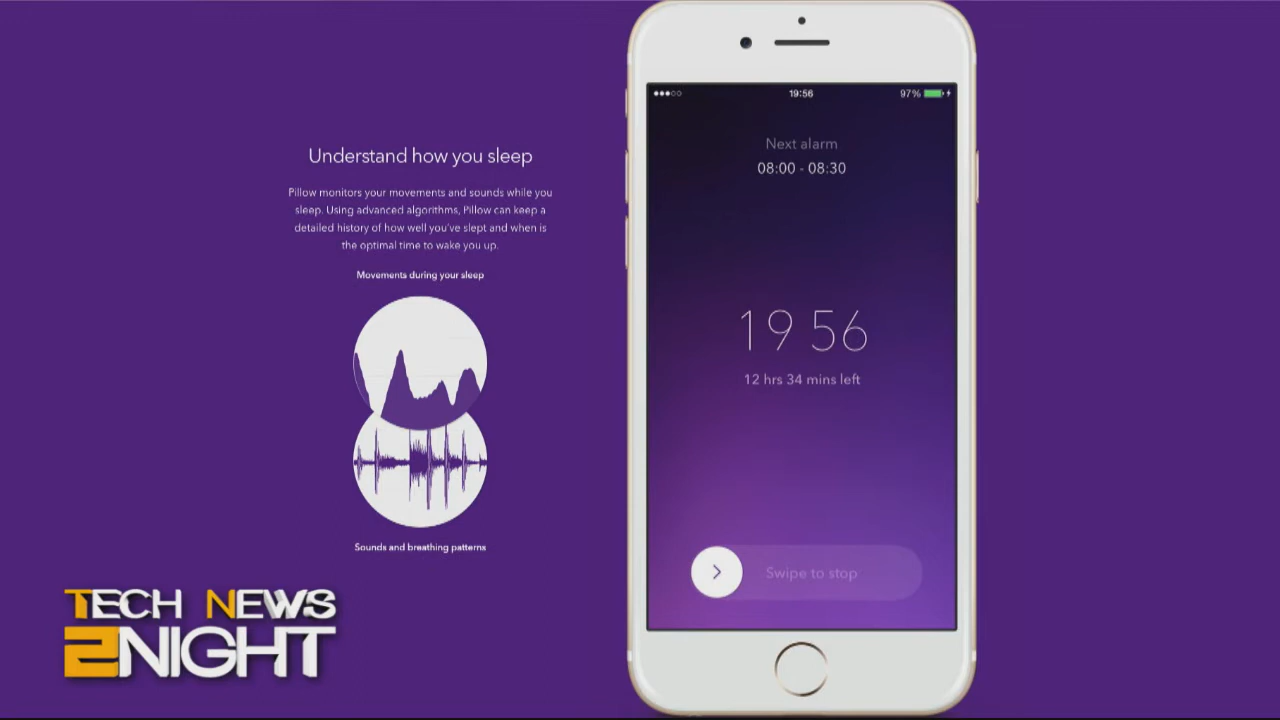 Understand how you sleep
Pillow monitors your movements and sounds while you
sleep. Using advanced algorithms, Pillow can keep a
detailed history of how well you've slept and when is
the optimal time to wake you up.
Movements during your sleep
Sounds and breathing patterns
19:56
97%
Next alarm
08:00 - 08:30
19 56
12 hrs 34 mins left
Swipe to stop
TECH NEWS
2NIGHT